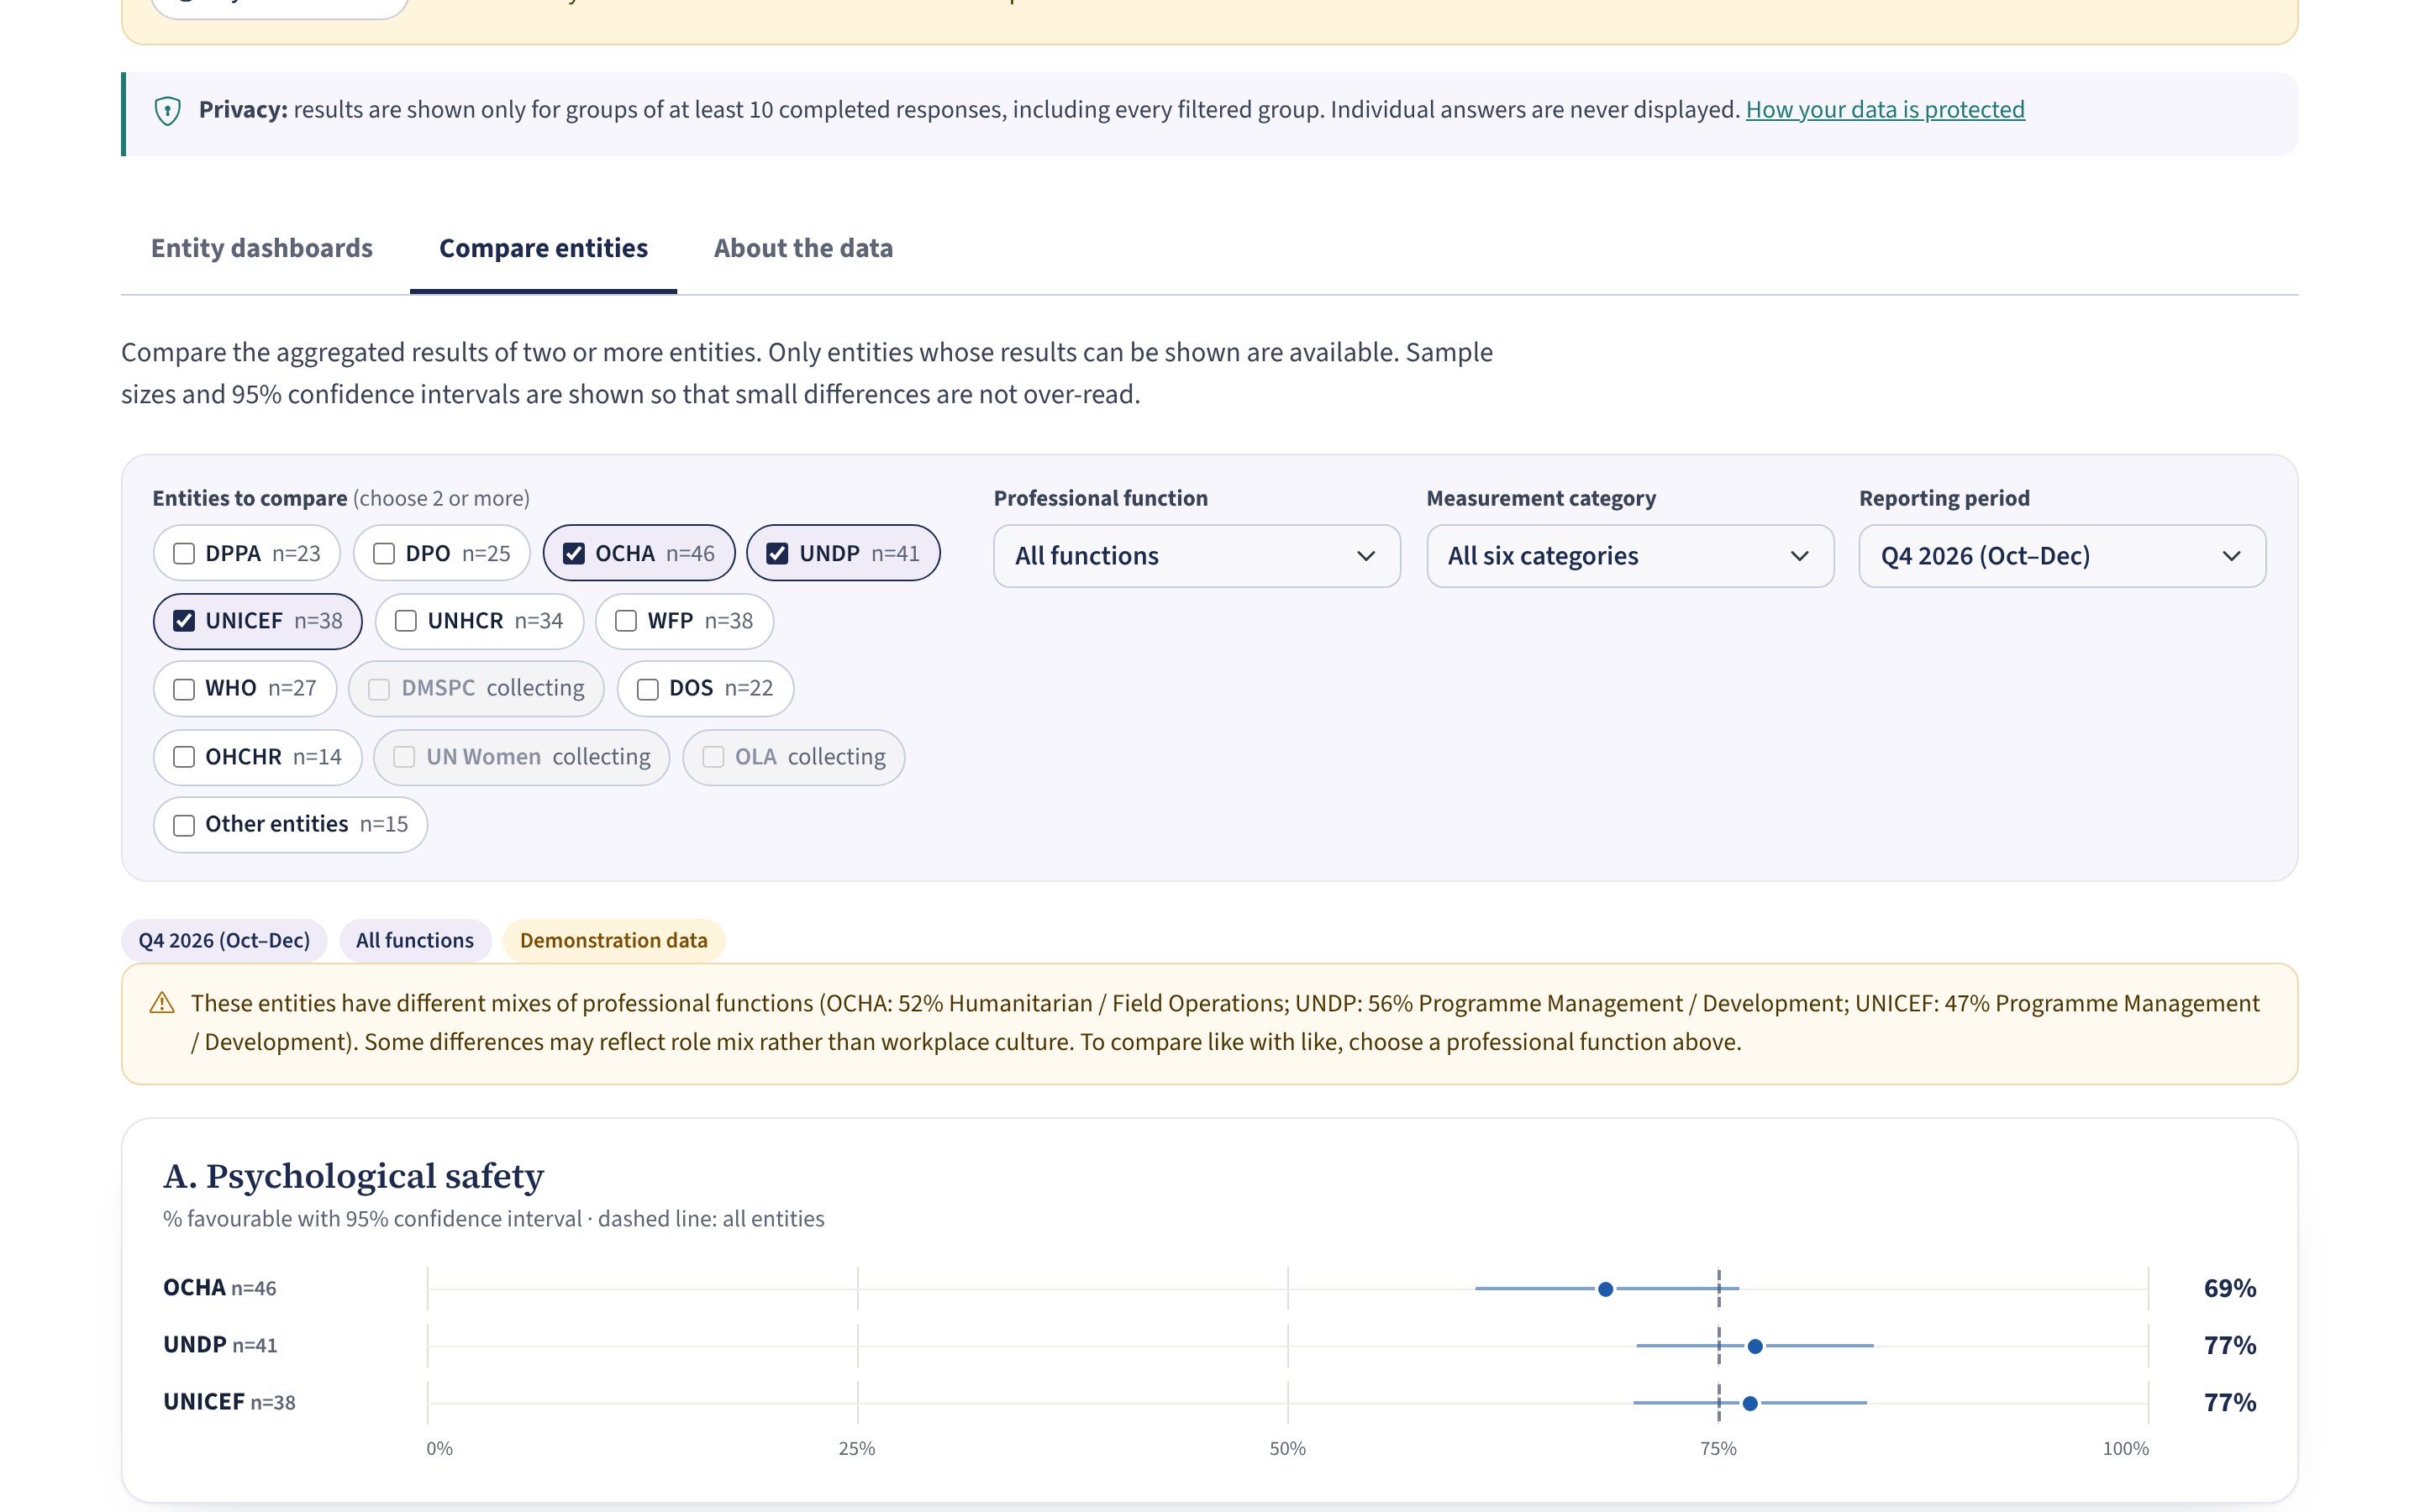 Privacy: results are shown only for groups of at least 10 completed responses, including every filtered group. Individual answers are never displayed. How your data is protected
Entity dashboards
Compare entities
About the data
Compare the aggregated results of two or more entities. Only entities whose results can be shown are available. Sample
sizes and 95% confidence intervals are shown so that small differences are not over-read.
Entities to compare (choose 2 or more)
DPPA n=23
DPO n=25
OCHA n=46
UNDP n=41
UNICEF n=38
UNHCR n=34
WFP n=38
WHO n=27
DMSPC collecting
DOS n=22
OHCHR n=14
UN Women collecting
OLA collecting
Other entities n=15
Professional function
All functions
Measurement category
All six categories
Reporting period
Q4 2026 (Oct–Dec)
Q4 2026 (Oct–Dec)
All functions
Demonstration data
These entities have different mixes of professional functions (OCHA: 52% Humanitarian / Field Operations; UNDP: 56% Programme Management / Development; UNICEF: 47% Programme Management
/ Development). Some differences may reflect role mix rather than workplace culture. To compare like with like, choose a professional function above.
A. Psychological safety
% favourable with 95% confidence interval · dashed line: all entities
OCHA n=46
69%
UNDP n=41
77%
UNICEF n=38
77%
0%
25%
50%
75%
100%